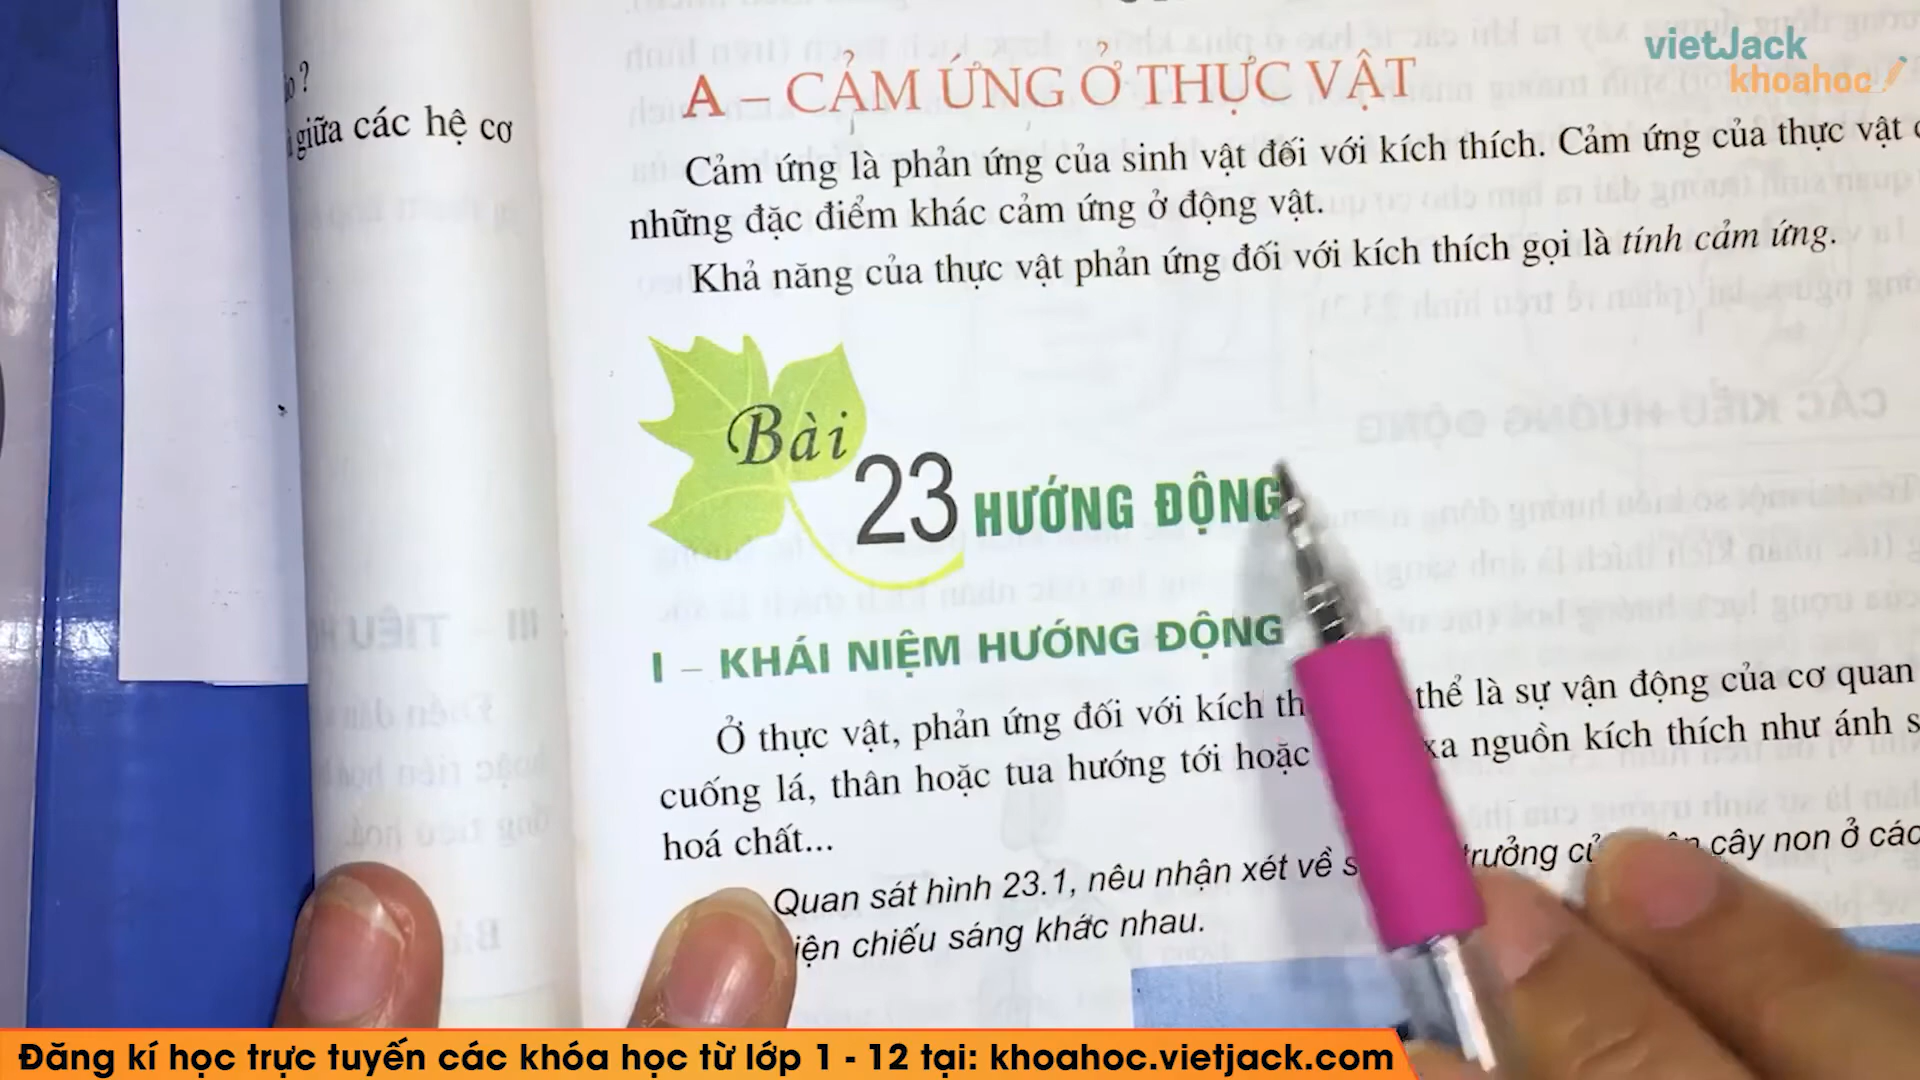 vietJack
khoahoc
? 
giữa các hệ cơ
A – CẢM ỨNG Ở THỰC VẬT
Cảm ứng là phản ứng của sinh vật đối với kích thích. Cảm ứng của thực vật
những đặc điểm khác cảm ứng ở động vật.
Khả năng của thực vật phản ứng đối với kích thích gọi là tính cảm ứng.
Bài
23 HƯỚNG ĐỘNG
I – KHÁI NIỆM HƯỚNG ĐỘNG
Ở thực vật, phản ứng đối với kích th thể là sự vận động của cơ quan
cuống lá, thân hoặc tua hướng tới hoặc xa nguồn kích thích như ánh s
hoá chất...
Quan sát hình 23.1, nêu nhận xét về s trưởng của cây non ở các
iện chiếu sáng khác nhau.
Đăng kí học trực tuyến các khóa học từ lớp 1 - 12 tại: khoahoc.vietjack.com